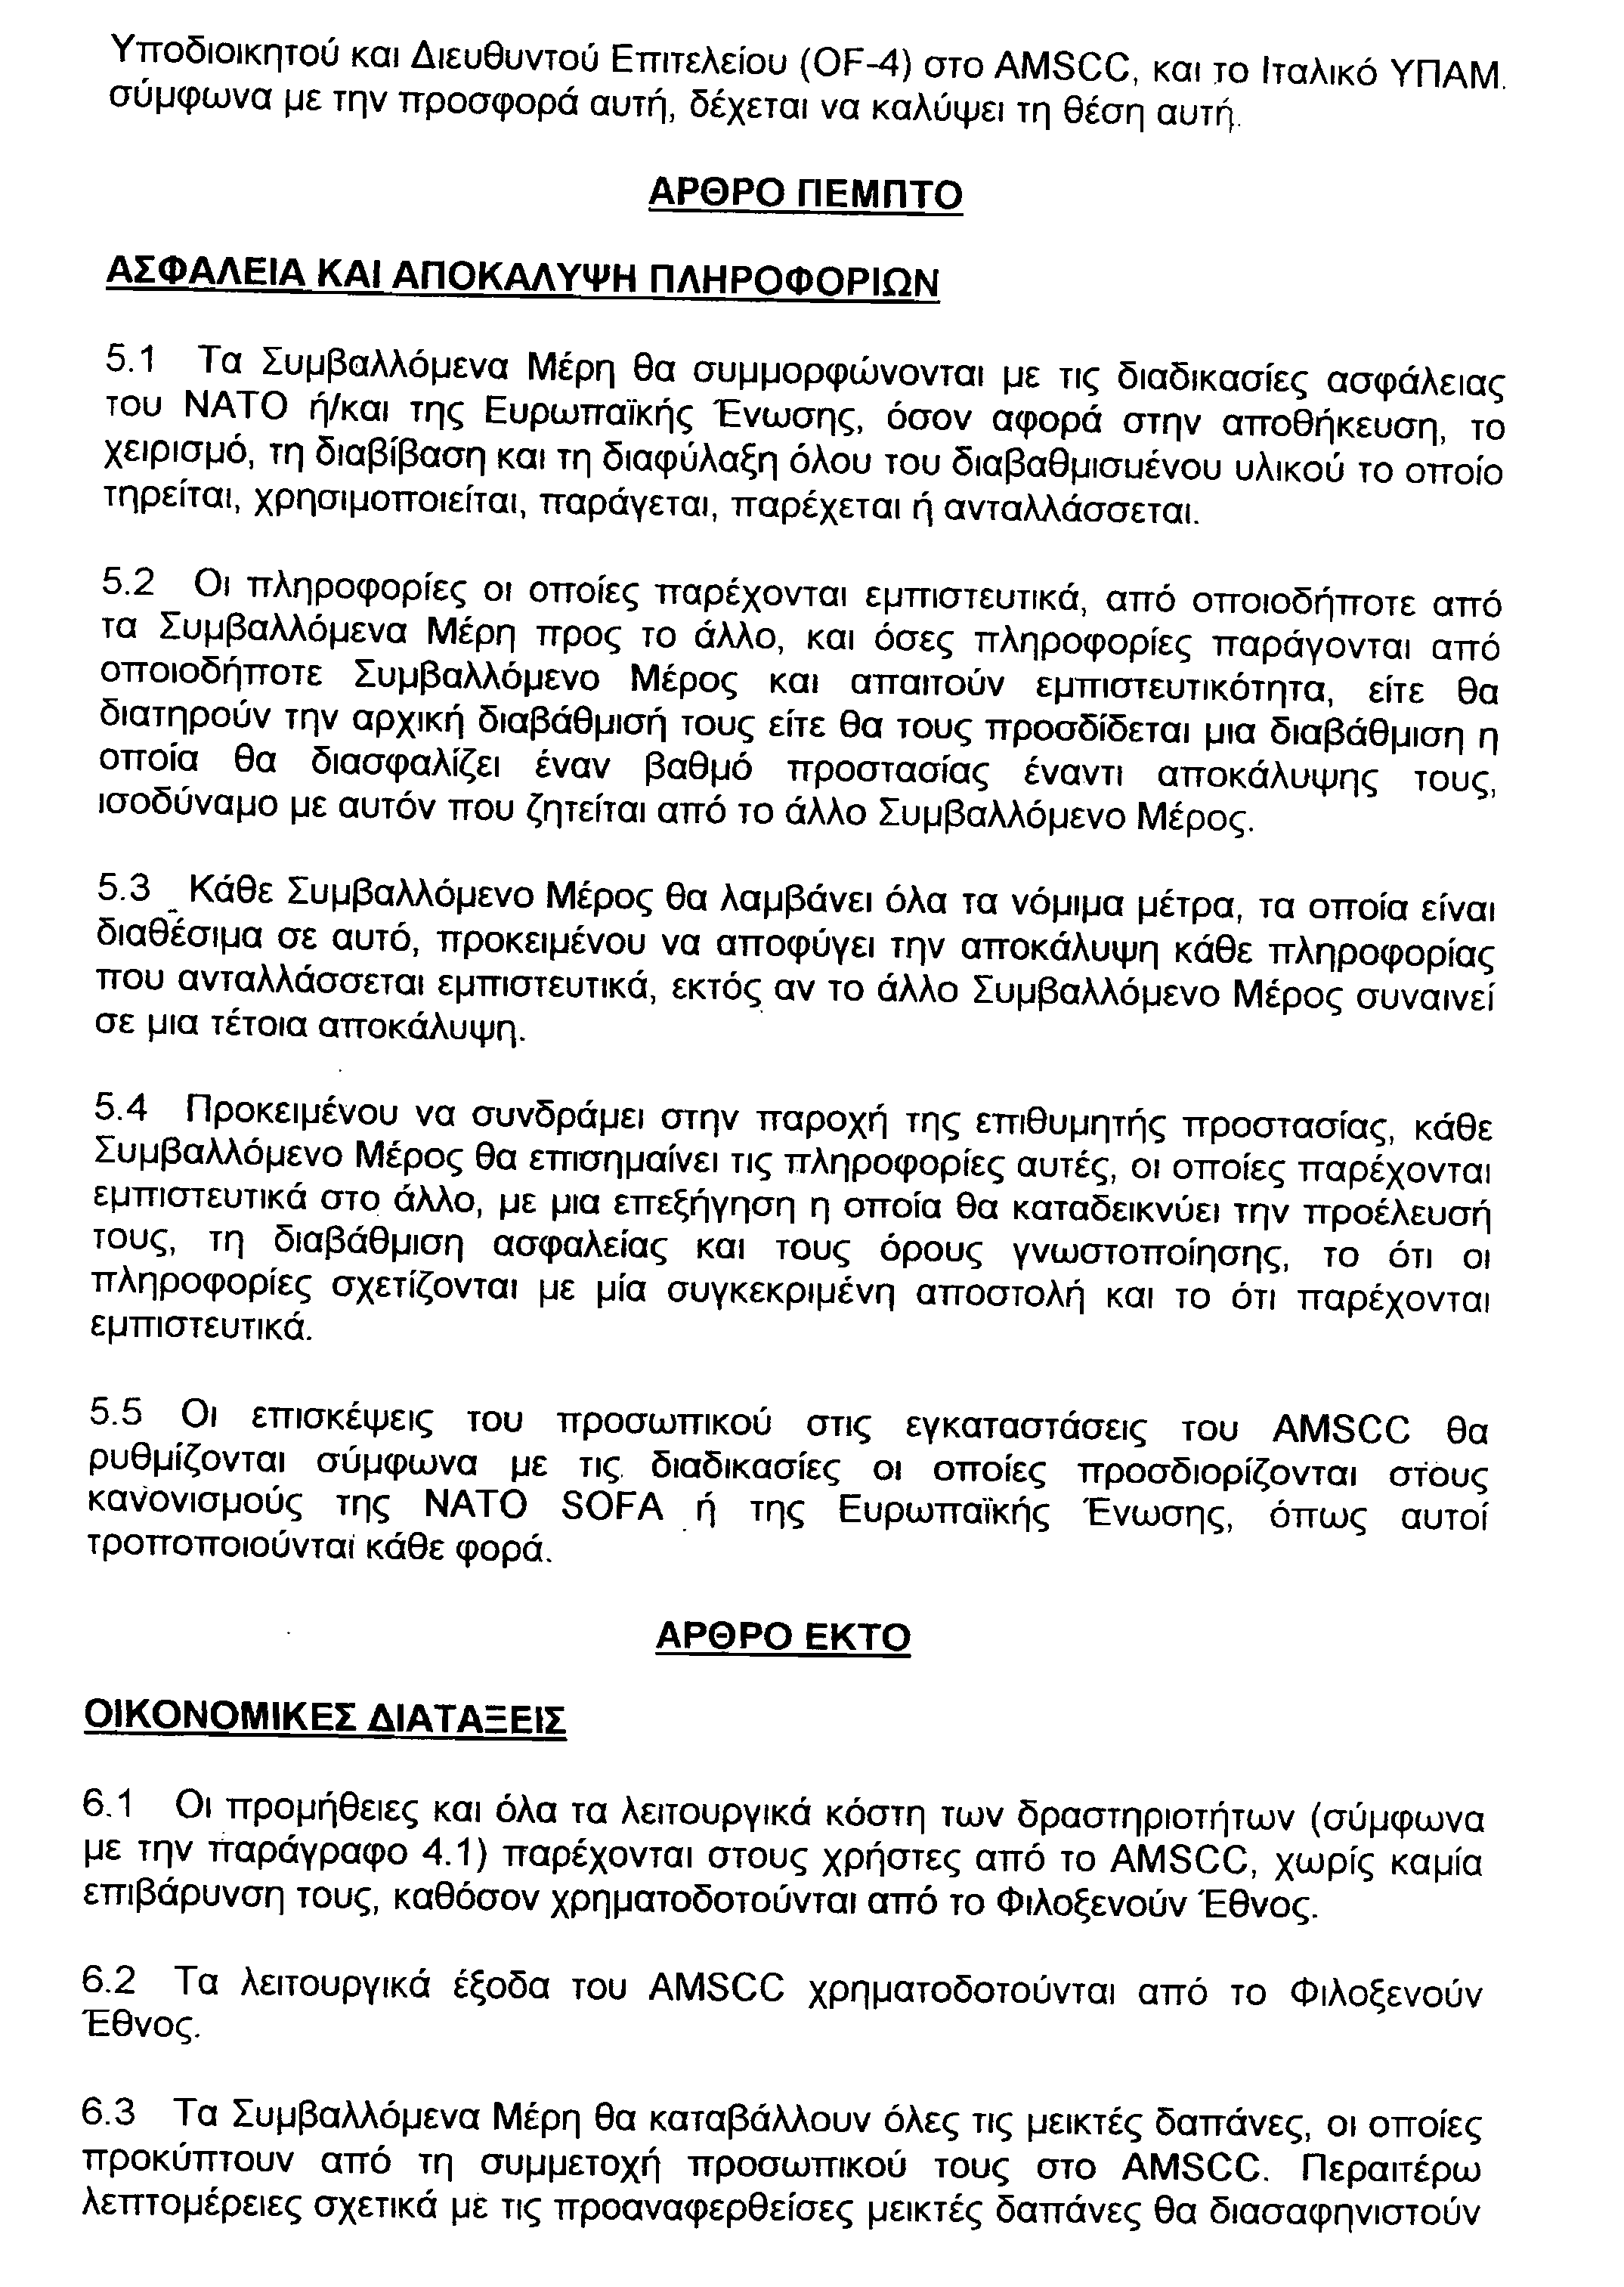 Υποδιοικητού και Διευθυντού Επιτελείου (OF-4) στο AMSCC, και το Ιταλικό ΥΠΑΜ.
σύμφωνα με την προσφορά αυτή, δέχεται να καλύψει τη θέση αυτή.
ΑΡΘΡΟ ΠΕΜΠΤΟ
ΑΣΦΑΛΕΙΑ ΚΑΙ ΑΠΟΚΑΛΥΨΗ ΠΛΗΡΟΦΟΡΙΩΝ
5.1 Τα Συμβαλλόμενα Μέρη θα συμμορφώνονται με τις διαδικασίες ασφάλειας
του ΝΑΤΟ ή/και της Ευρωπαϊκής Ένωσης, όσον αφορά στην αποθήκευση, το
χειρισμό, τη διαβίβαση και τη διαφύλαξη όλου του διαβαθμισμένου υλικού το οποίο
τηρείται, χρησιμοποιείται, παράγεται, παρέχεται ή ανταλλάσσεται.
5.2 Οι πληροφορίες οι οποίες παρέχονται εμπιστευτικά, από οποιοδήποτε από
τα Συμβαλλόμενα Μέρη προς το άλλο, και όσες πληροφορίες παράγονται από
οποιοδήποτε Συμβαλλόμενο Μέρος και απαιτούν εμπιστευτικότητα, είτε θα
διατηρούν την αρχική διαβάθμισή τους είτε θα τους προσδίδεται μια διαβάθμιση η
οποία θα διασφαλίζει έναν βαθμό προστασίας έναντι αποκάλυψης τους,
ισοδύναμο με αυτόν που ζητείται από το άλλο Συμβαλλόμενο Μέρος.
5.3 Κάθε Συμβαλλόμενο Μέρος θα λαμβάνει όλα τα νόμιμα μέτρα, τα οποία είναι
διαθέσιμα σε αυτό, προκειμένου να αποφύγει την αποκάλυψη κάθε πληροφορίας
που ανταλλάσσεται εμπιστευτικά, εκτός αν το άλλο Συμβαλλόμενο Μέρος συναινεί
σε μια τέτοια αποκάλυψη.
5.4 Προκειμένου να συνδράμει στην παροχή της επιθυμητής προστασίας, κάθε
Συμβαλλόμενο Μέρος θα επισημαίνει τις πληροφορίες αυτές, οι οποίες παρέχονται
εμπιστευτικά στο άλλο, με μια επεξήγηση η οποία θα καταδεικνύει την προέλευσή
τους, τη διαβάθμιση ασφαλείας και τους όρους γνωστοποίησης, το ότι οι
πληροφορίες σχετίζονται με μία συγκεκριμένη αποστολή και το ότι παρέχονται
εμπιστευτικά.
5.5 Οι επισκέψεις του προσωπικού στις εγκαταστάσεις του AMSCC θα
ρυθμίζονται σύμφωνα με τις διαδικασίες οι οποίες προσδιορίζονται στους
κανονισμούς της NATO SOFA ή της Ευρωπαϊκής Ένωσης, όπως αυτοί
τροποποιούνται κάθε φορά.
ΑΡΘΡΟ ΕΚΤΟ
ΟΙΚΟΝΟΜΙΚΕΣ ΔΙΑΤΑΞΕΙΣ
6.1 Οι προμήθειες και όλα τα λειτουργικά κόστη των δραστηριοτήτων (σύμφωνα
με την παράγραφο 4.1) παρέχονται στους χρήστες από το AMSCC, χωρίς καμία
επιβάρυνση τους, καθόσον χρηματοδοτούνται από το Φιλοξενούν Έθνος.
6.2 Τα λειτουργικά έξοδα του AMSCC χρηματοδοτούνται από το Φιλοξενούν
Έθνος.
6.3 Τα Συμβαλλόμενα Μέρη θα καταβάλλουν όλες τις μεικτές δαπάνες, οι οποίες
προκύπτουν από τη συμμετοχή προσωπικού τους στο AMSCC. Περαιτέρω
λεπτομέρειες σχετικά με τις προαναφερθείσες μεικτές δαπάνες θα διασαφηνιστούν